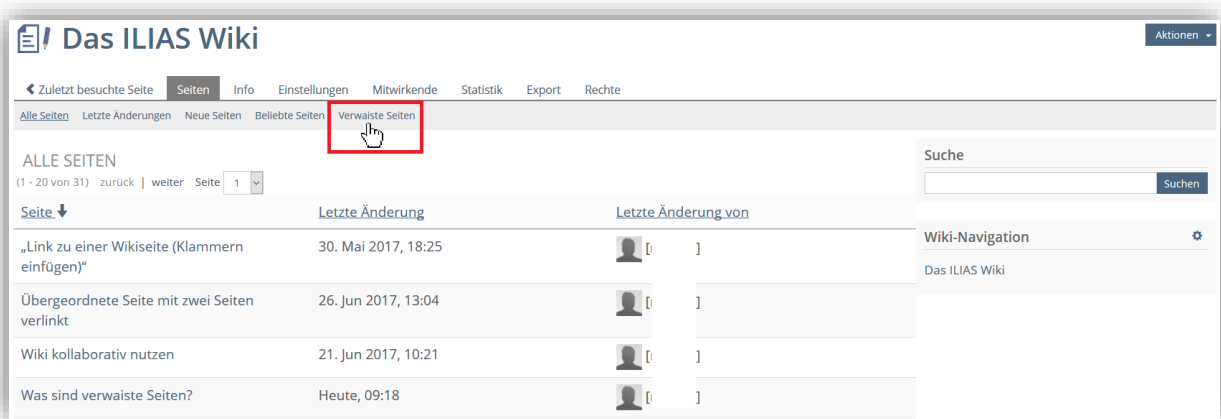 Das ILIAS Wiki
Aktionen
Zuletzt besuchte Seite Seiten Info Einstellungen Mitwirkende Statistik Export Rechte
Alle Seiten Letzte Änderungen Neue Seiten Beliebte Seiten Verwaiste Seiten
ALLE SEITEN
(1 - 20 von 31) zurück | weiter Seite 1
Seite Letzte Änderung Letzte Änderung von
„Link zu einer Wikiseite (Klammern 30. Mai 2017, 18:25 [ ]
einfügen)“
Übergeordnete Seite mit zwei Seiten 26. Jun 2017, 13:04 [ ]
verlinkt
Wiki kollaborativ nutzen 21. Jun 2017, 10:21 [ ]
Was sind verwaiste Seiten? Heute, 09:18 [ ]
Suche
Suchen
Wiki-Navigation
Das ILIAS Wiki